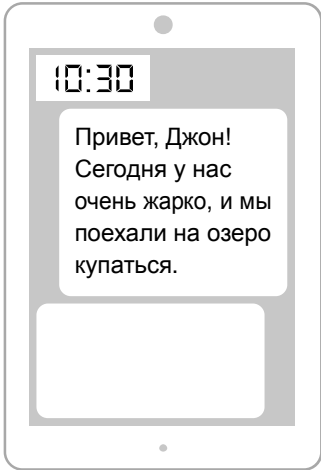 10:30
Привет, Джон!
Сегодня у нас
очень жарко, и мы
поехали на озеро
купаться.